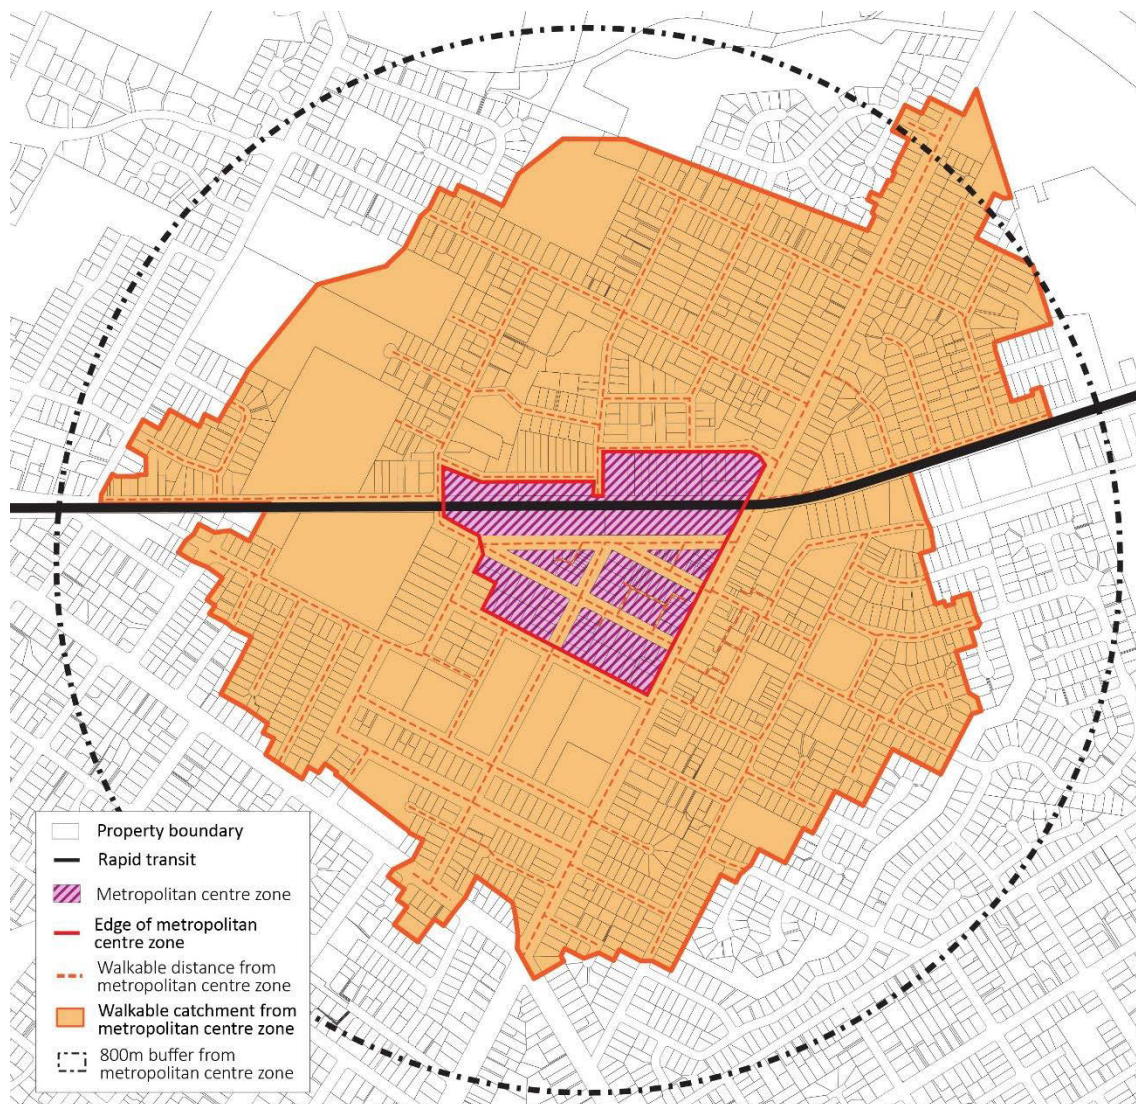 Property boundary
Rapid transit
Metropolitan centre zone
Edge of metropolitan
centre zone
Walkable distance from
metropolitan centre zone
Walkable catchment from
metropolitan centre zone
800m buffer from
metropolitan centre zone